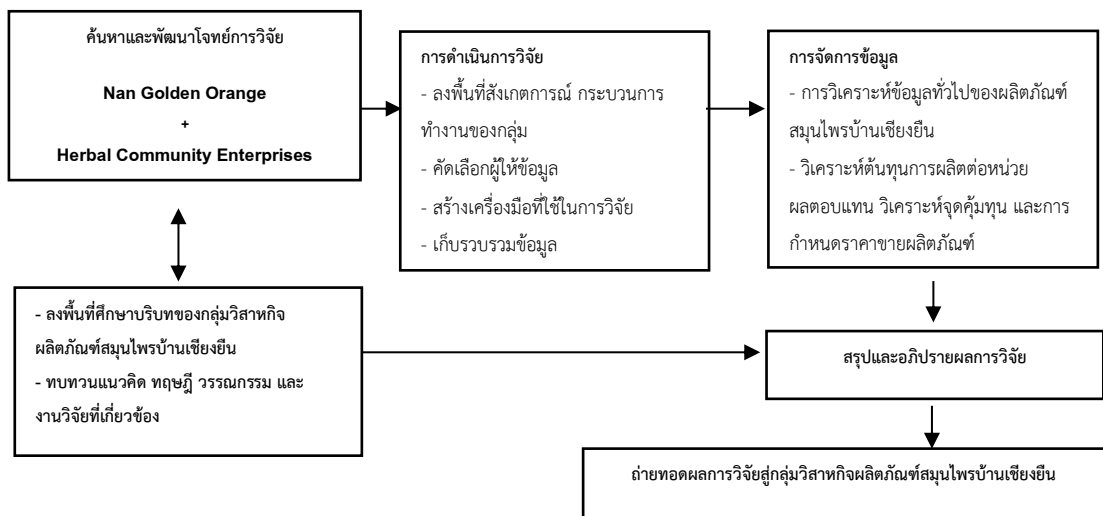 ค้นหาและพัฒนาโจทย์การวิจัย
Nan Golden Orange
+
Herbal Community Enterprises
การดำเนินการวิจัย
- ลงพื้นที่สังเกตการณ์ กระบวนการ
ทำงานของกลุ่ม
- คัดเลือกผู้ให้ข้อมูล
- สร้างเครื่องมือที่ใช้ในการวิจัย
- เก็บรวบรวมข้อมูล
การจัดการข้อมูล
- การวิเคราะห์ข้อมูลทั่วไปของผลิตภัณฑ์
สมุนไพรบ้านเชียงยืน
- วิเคราะห์ต้นทุนการผลิตต่อหน่วย
ผลตอบแทน วิเคราะห์จุดคุ้มทุน และการ
กำหนดราคาขายผลิตภัณฑ์
- ลงพื้นที่ศึกษาบริบทของกลุ่มวิสาหกิจ
ผลิตภัณฑ์สมุนไพรบ้านเชียงยืน
- ทบทวนแนวคิด ทฤษฎี วรรณกรรม และ
งานวิจัยที่เกี่ยวข้อง
สรุปและอภิปรายผลการวิจัย
ถ่ายทอดผลการวิจัยสู่กลุ่มวิสาหกิจผลิตภัณฑ์สมุนไพรบ้านเชียงยืน